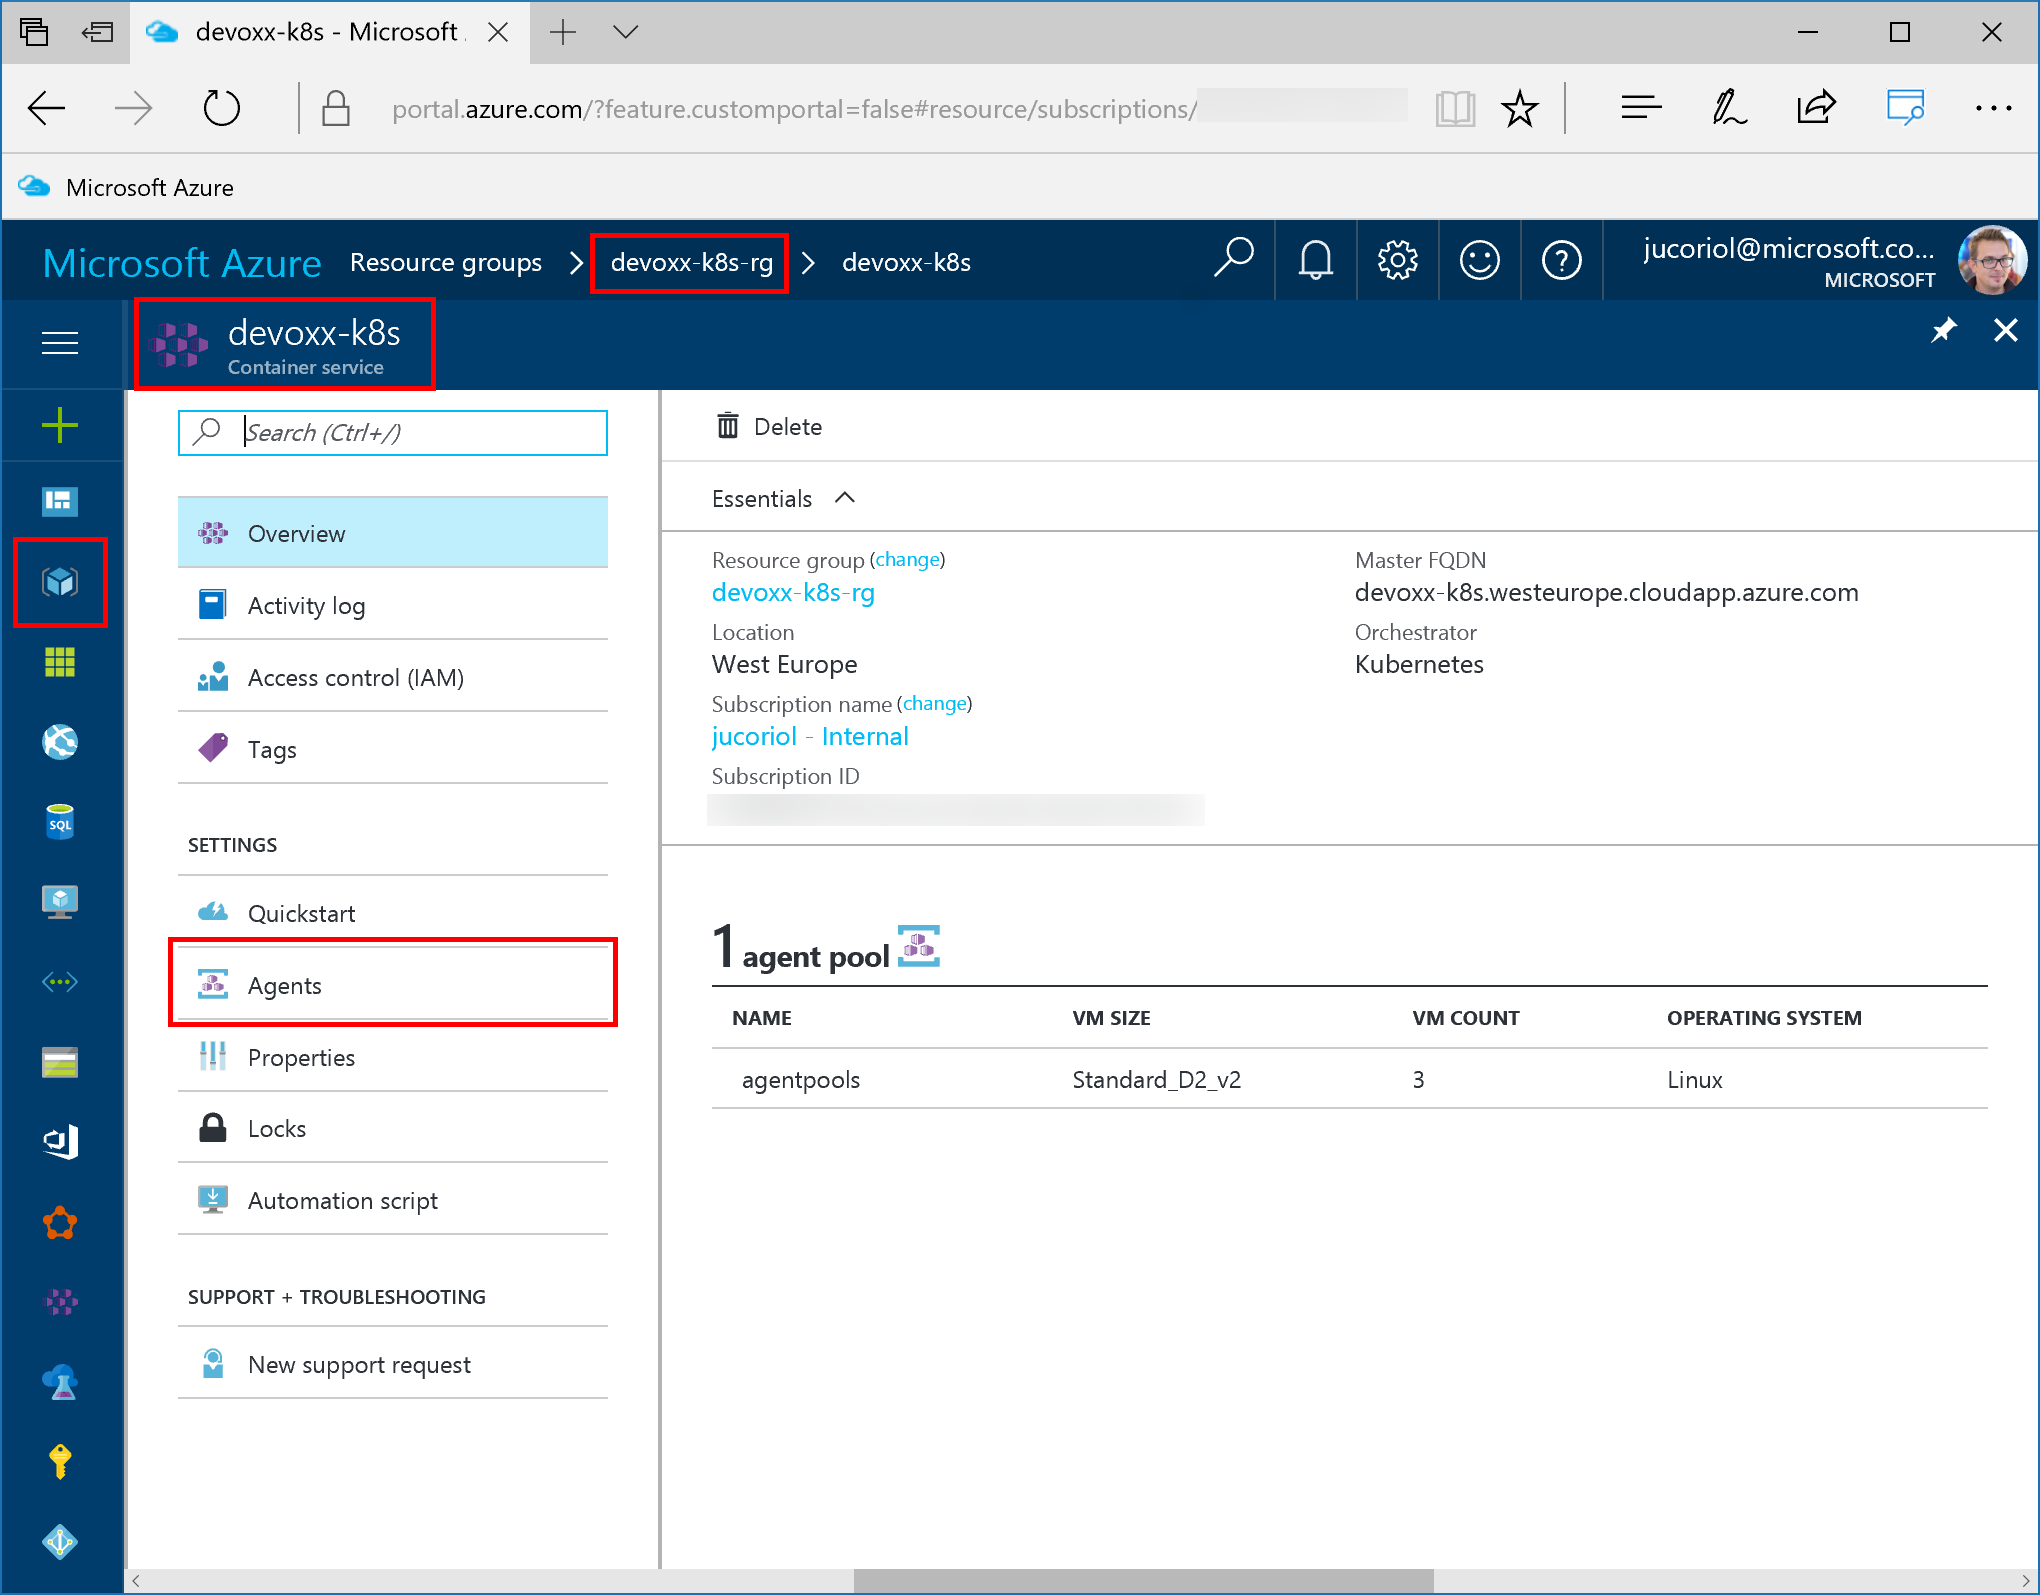 devoxx-k8s - Microsoft
portal.azure.com/?feature.customportal=false#resource/subscriptions/
Microsoft Azure
Microsoft Azure Resource groups > devoxx-k8s-rg > devoxx-k8s
jucoriol@microsoft.co...
MICROSOFT
devoxx-k8s
Container service
Search (Ctrl+/)
Overview
Activity log
Access control (IAM)
Tags
SETTINGS
Quickstart
Agents
Properties
Locks
Automation script
SUPPORT + TROUBLESHOOTING
New support request
SQL
Delete
Essentials
Resource group (change)
devoxx-k8s-rg
Location
West Europe
Subscription name (change)
jucoriol - Internal
Subscription ID
Master FQDN
devoxx-k8s.westeurope.cloudapp.azure.com
Orchestrator
Kubernetes
1 agent pool
NAME VM SIZE VM COUNT OPERATING SYSTEM
agentpools Standard_D2_v2 3 Linux